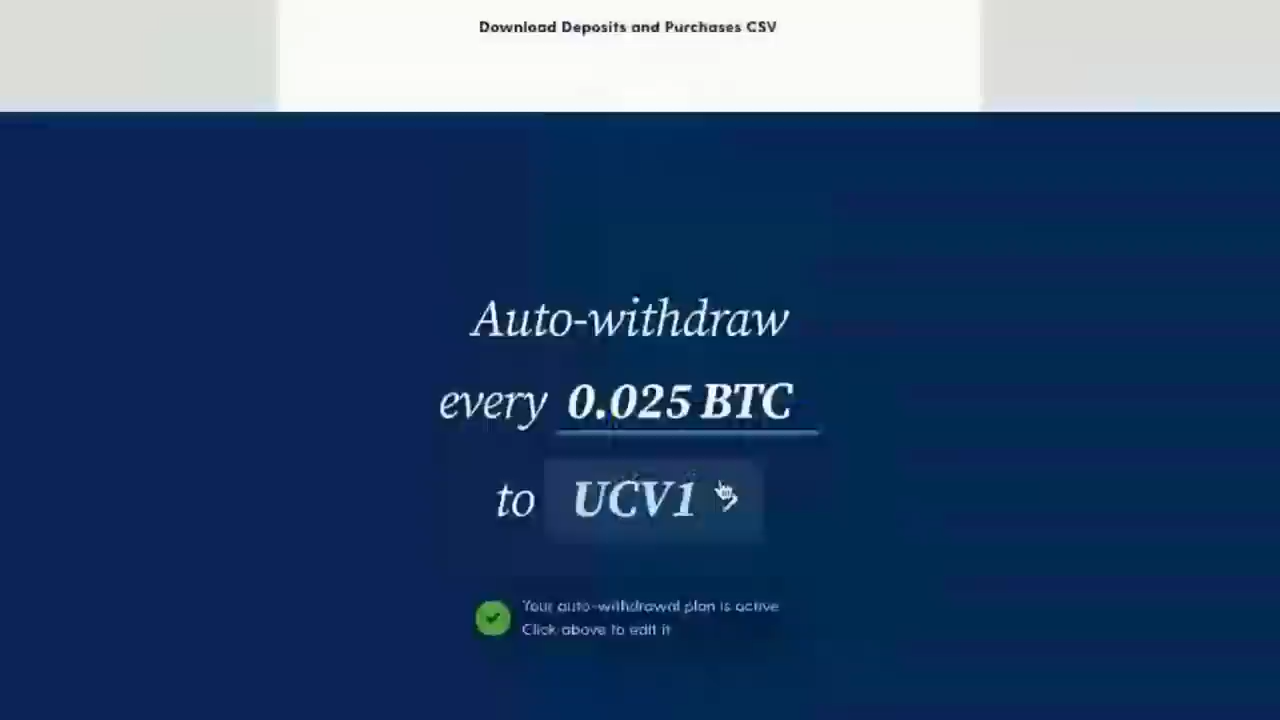 Download Deposits and Purchases CSV
Auto-withdraw
every 0.025 BTC
to UCV1
Your auto-withdrawal plan is active
Click above to edit it